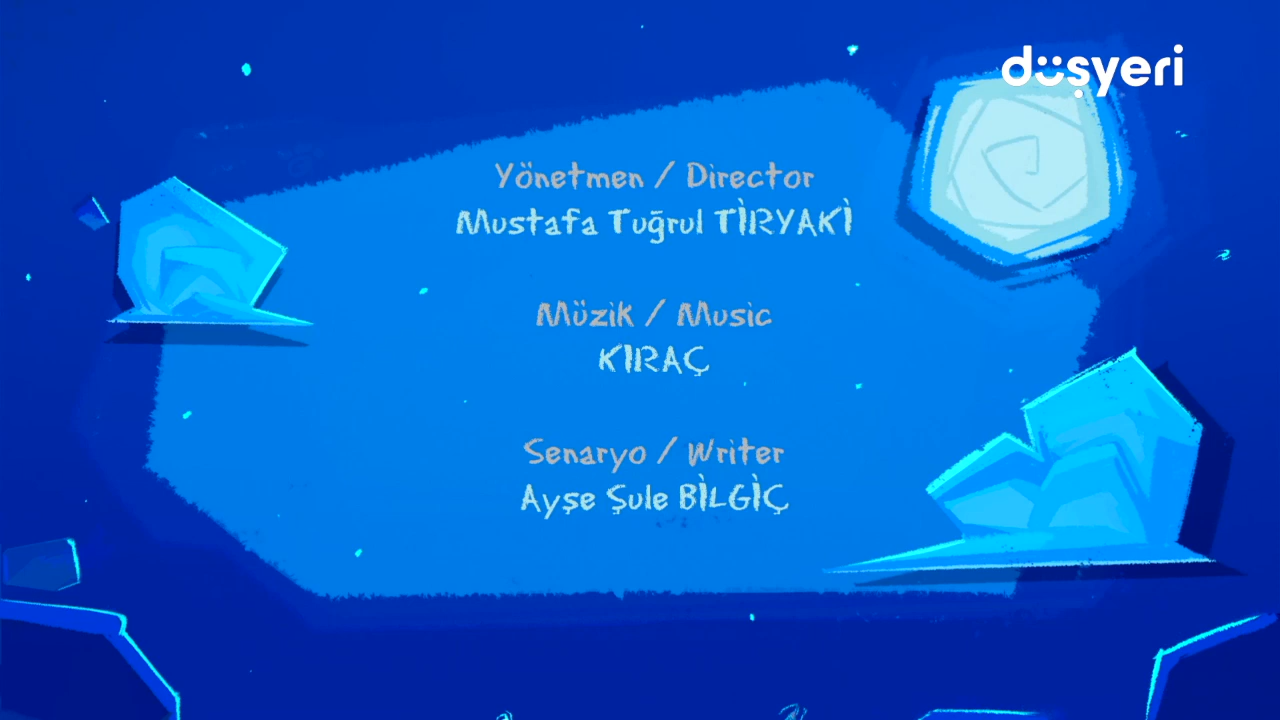 düşyeri
Yönetmen / Director
Mustafa Tuğrul TİRYAKİ
Müzik / Music
KIRAÇ
Senaryo / Writer
Ayşe Şule BİLGİÇ